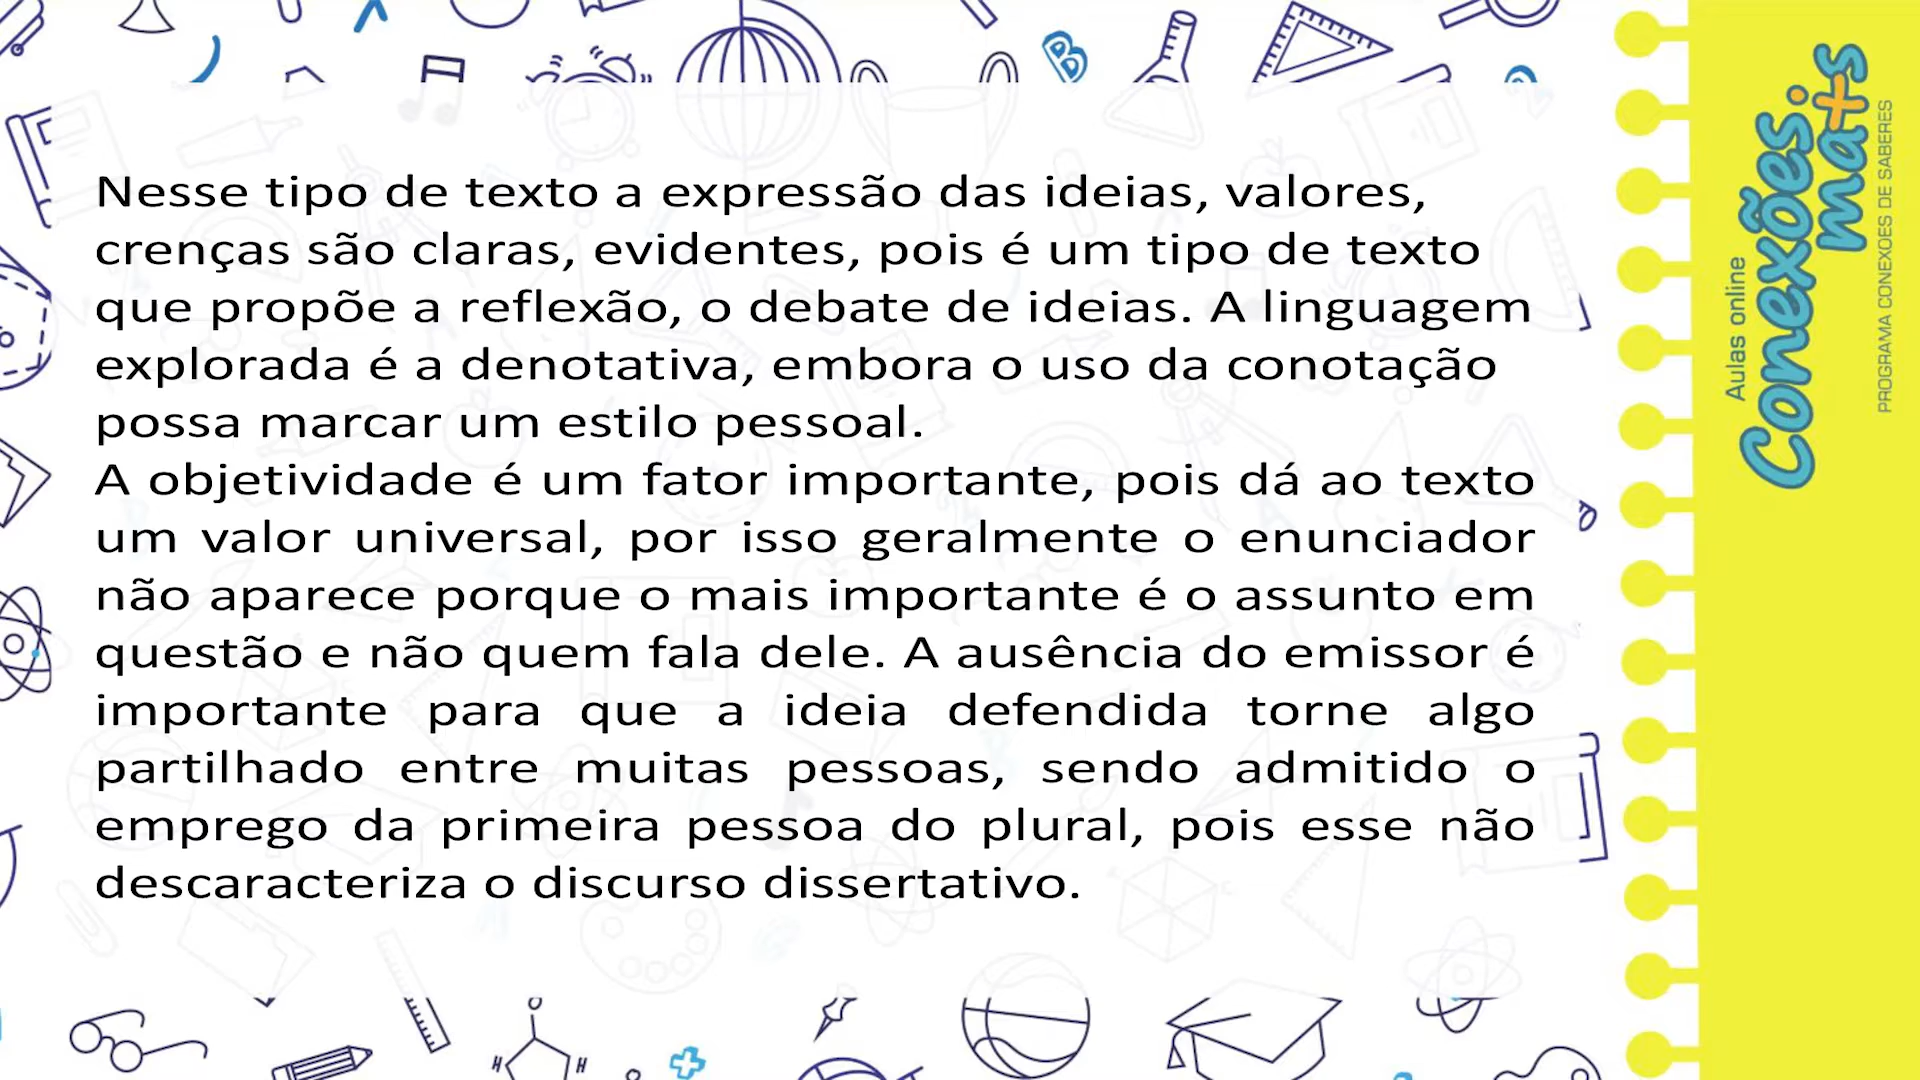 Nesse tipo de texto a expressão das ideias, valores,
crenças são claras, evidentes, pois é um tipo de texto
que propõe a reflexão, o debate de ideias. A linguagem
explorada é a denotativa, embora o uso da conotação
possa marcar um estilo pessoal.
A objetividade é um fator importante, pois dá ao texto
um valor universal, por isso geralmente o enunciador
não aparece porque o mais importante é o assunto em
questão e não quem fala dele. A ausência do emissor é
importante para que a ideia defendida torne algo
partilhado entre muitas pessoas, sendo admitido o
emprego da primeira pessoa do plural, pois esse não
descaracteriza o discurso dissertativo.
Aulas online
Conexões
ma+s
PROGRAMA CONEXOES DE SABERES
B
H
O
H